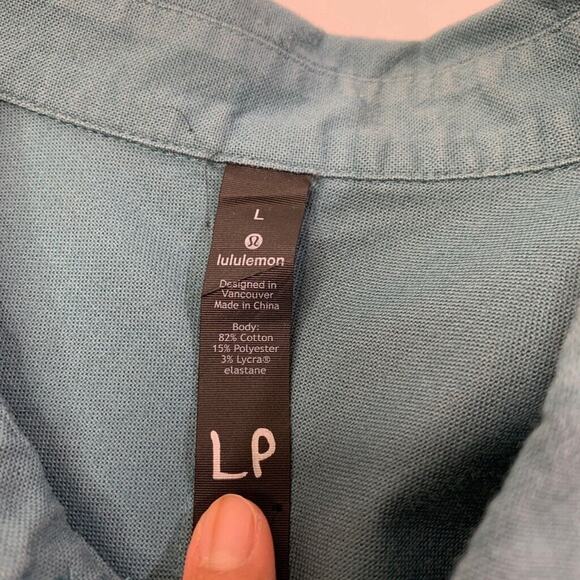 L
lululemon
Designed in
Vancouver
Made in China
Body:
82% Cotton
15% Polyester
3% Lycra®
elastane
LP